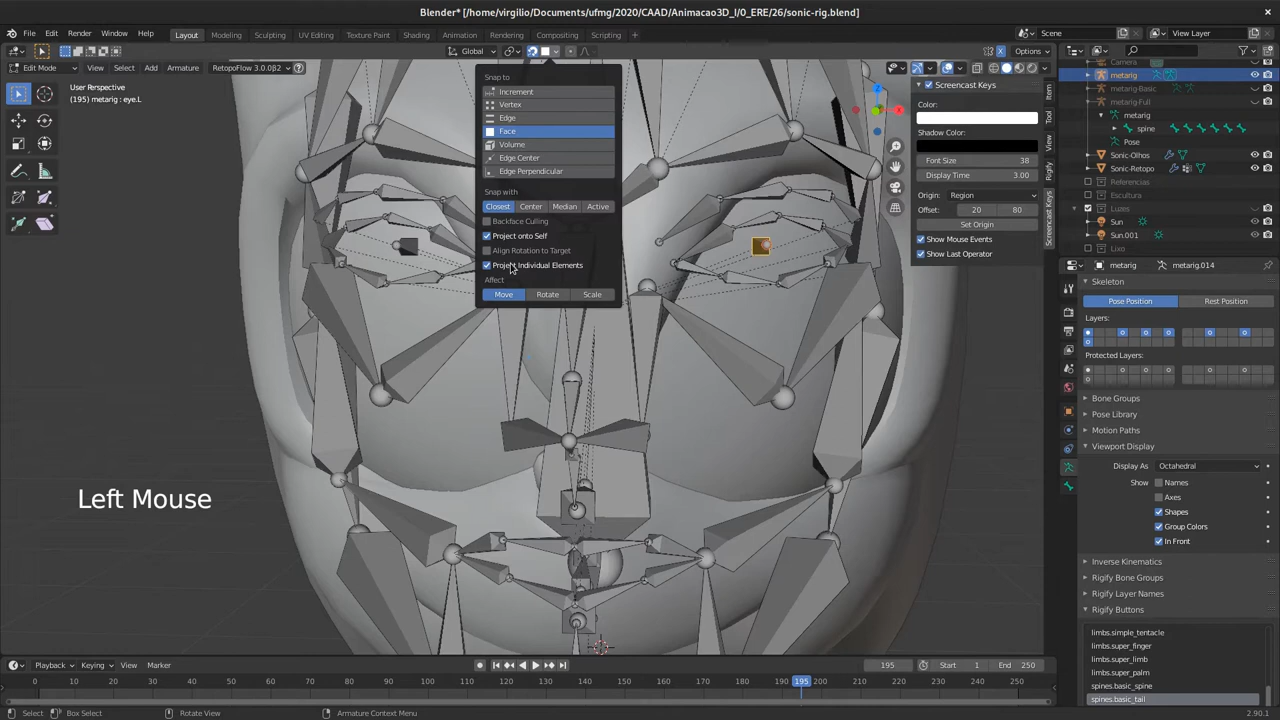 Blender* [/home/virgilio/Documents/ufmg/2020/CAAD/Animacao3D_I/0_ERE/26/sonic-rig.blend]
File Edit Render Window Help Layout Modeling Sculpting UV Editing Texture Paint Shading Animation Rendering Compositing Scripting + Scene View Layer
Global Options
Edit Mode View Select Add Armature RetopoFlow 3.0.0β2
User Perspective
(195) metarig : eye.L
Snap to
Increment
Vertex
Edge
Face
Volume
Edge Center
Edge Perpendicular
Snap with
Closest Center Median Active
Backface Culling
Project onto Self
Align Rotation to Target
Project Individual Elements
Affect
Move Rotate Scale
Left Mouse
Screencast Keys
Color:
Shadow Color:
Font Size 38
Display Time 3.00
Origin: Region
Offset: 20 80
Set Origin
Show Mouse Events
Show Last Operator
Item
Tool
View
Rigify
Screencast Keys
Camera
metarig
metarig-Basic
metarig-Full
metarig
spine
Pose
Sonic-Olhos
Sonic-Retopo
Referencias
Escultura
Luzes
Sun
Sun.001
Lixo
metarig metarig.014
Skeleton
Pose Position Rest Position
Layers:
Protected Layers:
Bone Groups
Pose Library
Motion Paths
Viewport Display
Display As Octahedral
Show Names
Axes
Shapes
Group Colors
In Front
Inverse Kinematics
Rigify Bone Groups
Rigify Layer Names
Rigify Buttons
limbs.simple_tentacle
limbs.super_finger
limbs.super_limb
limbs.super_palm
spines.basic_spine
spines.basic_tail
Playback Keying View Marker 195 Start 1 End 250
0 10 20 30 40 50 60 70 80 90 100 110 120 130 140 150 160 170 180 190 195 200 210 220 230 240 250
Select Box Select Rotate View Armature Context Menu 2.90.1